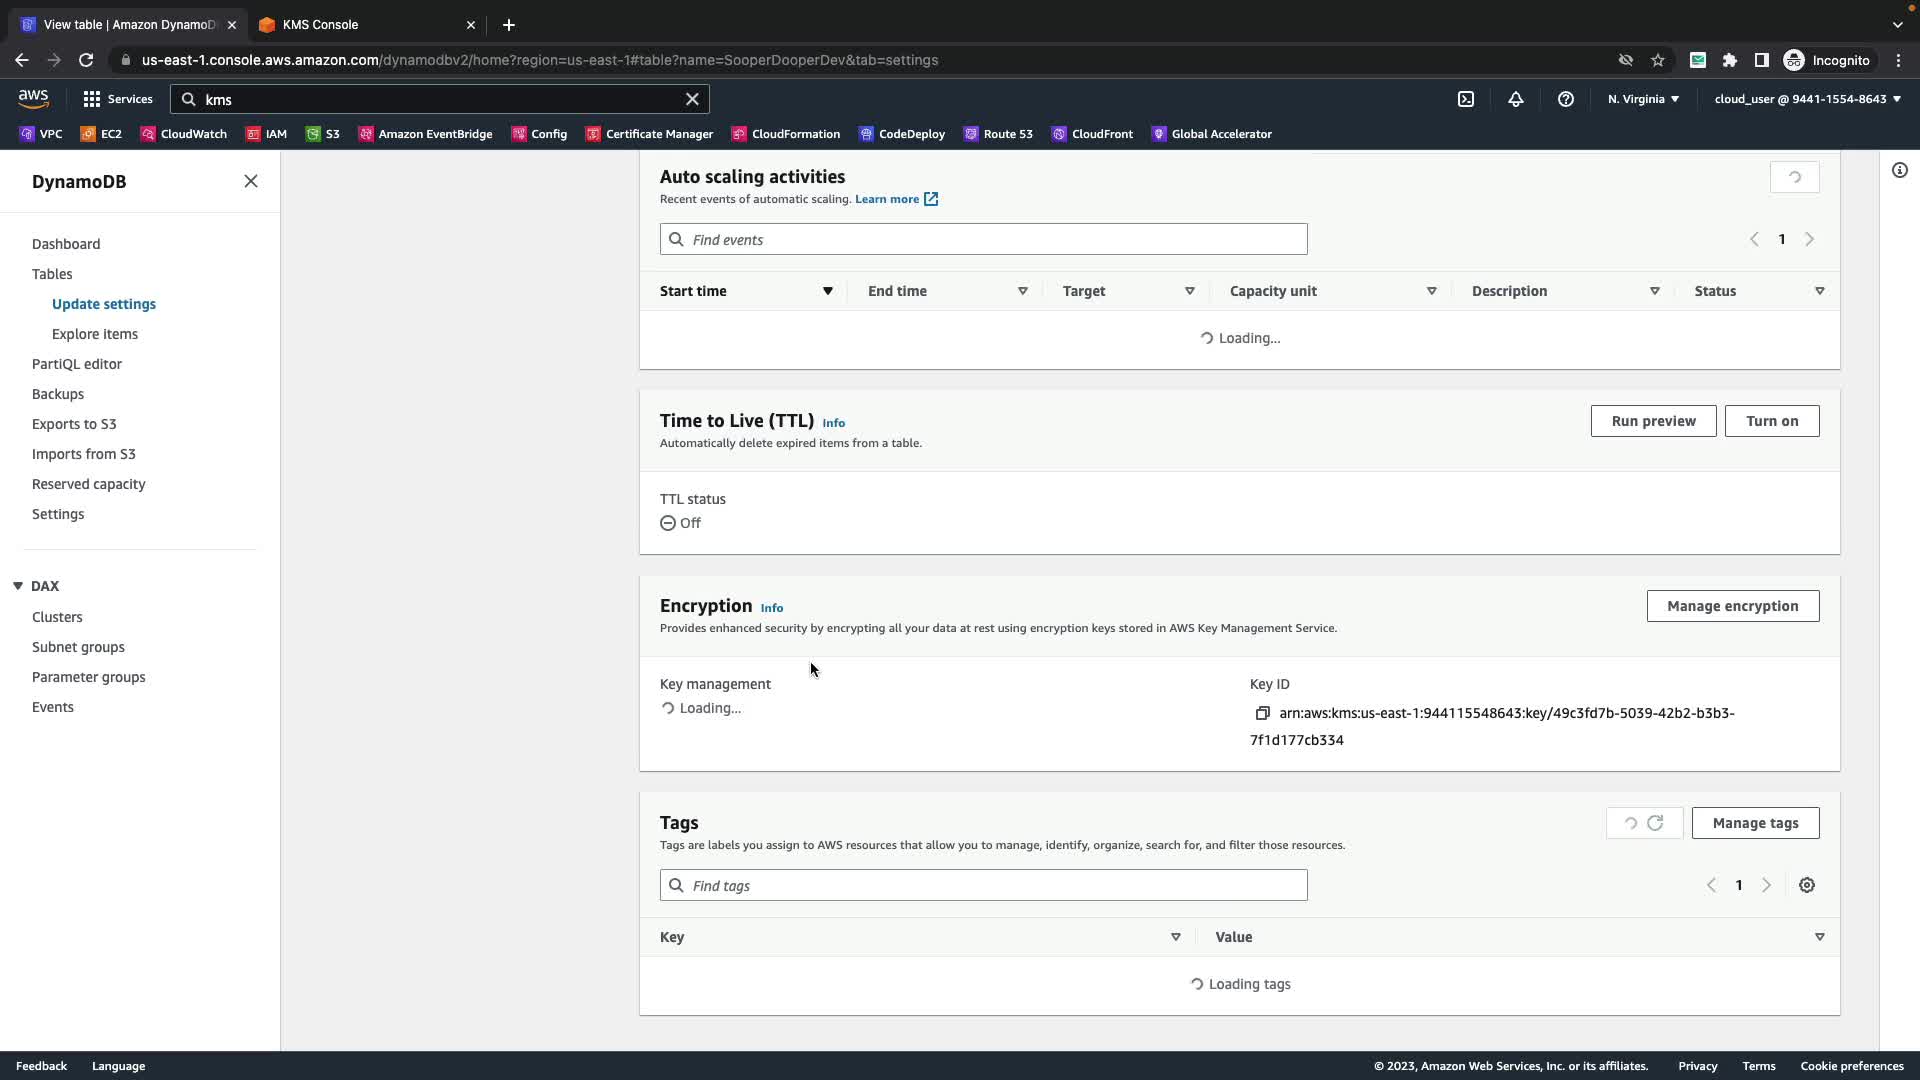 View table | Amazon DynamoD
KMS Console
us-east-1.console.aws.amazon.com/dynamodbv2/home?region=us-east-1#table?name=SooperDooperDev&tab=settings
Incognito
aws
Services
kms
N. Virginia
cloud_user @ 9441-1554-8643
VPC
EC2
CloudWatch
IAM
S3
Amazon EventBridge
Config
Certificate Manager
CloudFormation
CodeDeploy
Route 53
CloudFront
Global Accelerator
DynamoDB
Dashboard
Tables
Update settings
Explore items
PartiQL editor
Backups
Exports to S3
Imports from S3
Reserved capacity
Settings
DAX
Clusters
Subnet groups
Parameter groups
Events
Auto scaling activities
Recent events of automatic scaling. Learn more
Find events
1
Start time
End time
Target
Capacity unit
Description
Status
Loading...
Time to Live (TTL) Info
Automatically delete expired items from a table.
Run preview
Turn on
TTL status
Off
Encryption Info
Provides enhanced security by encrypting all your data at rest using encryption keys stored in AWS Key Management Service.
Manage encryption
Key management
Loading...
Key ID
arn:aws:kms:us-east-1:944115548643:key/49c3fd7b-5039-42b2-b3b3-
7f1d177cb334
Tags
Tags are labels you assign to AWS resources that allow you to manage, identify, organize, search for, and filter those resources.
Manage tags
Find tags
1
Key
Value
Loading tags
Feedback
Language
© 2023, Amazon Web Services, Inc. or its affiliates.
Privacy
Terms
Cookie preferences